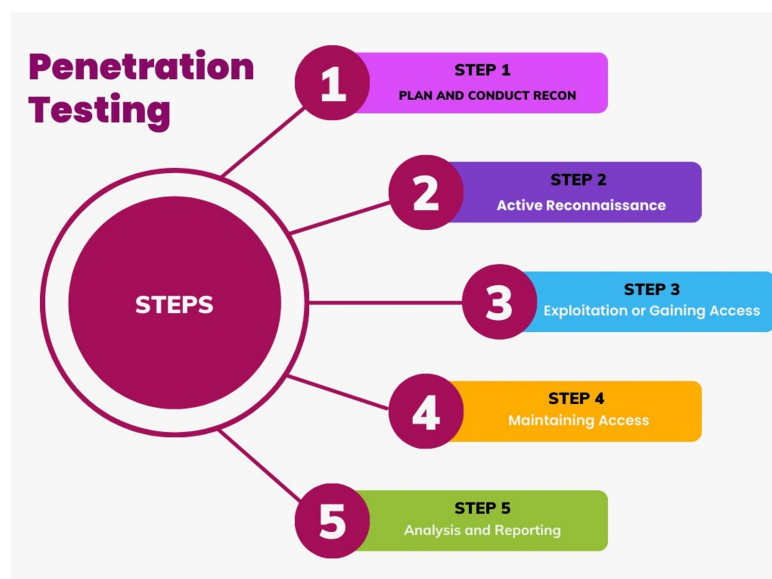 Penetration
Testing
1
STEP 1
PLAN AND CONDUCT RECON
2
STEP 2
Active Reconnaissance
STEPS
3
STEP 3
Exploitation or Gaining Access
4
STEP 4
Maintaining Access
5
STEP 5
Analysis and Reporting